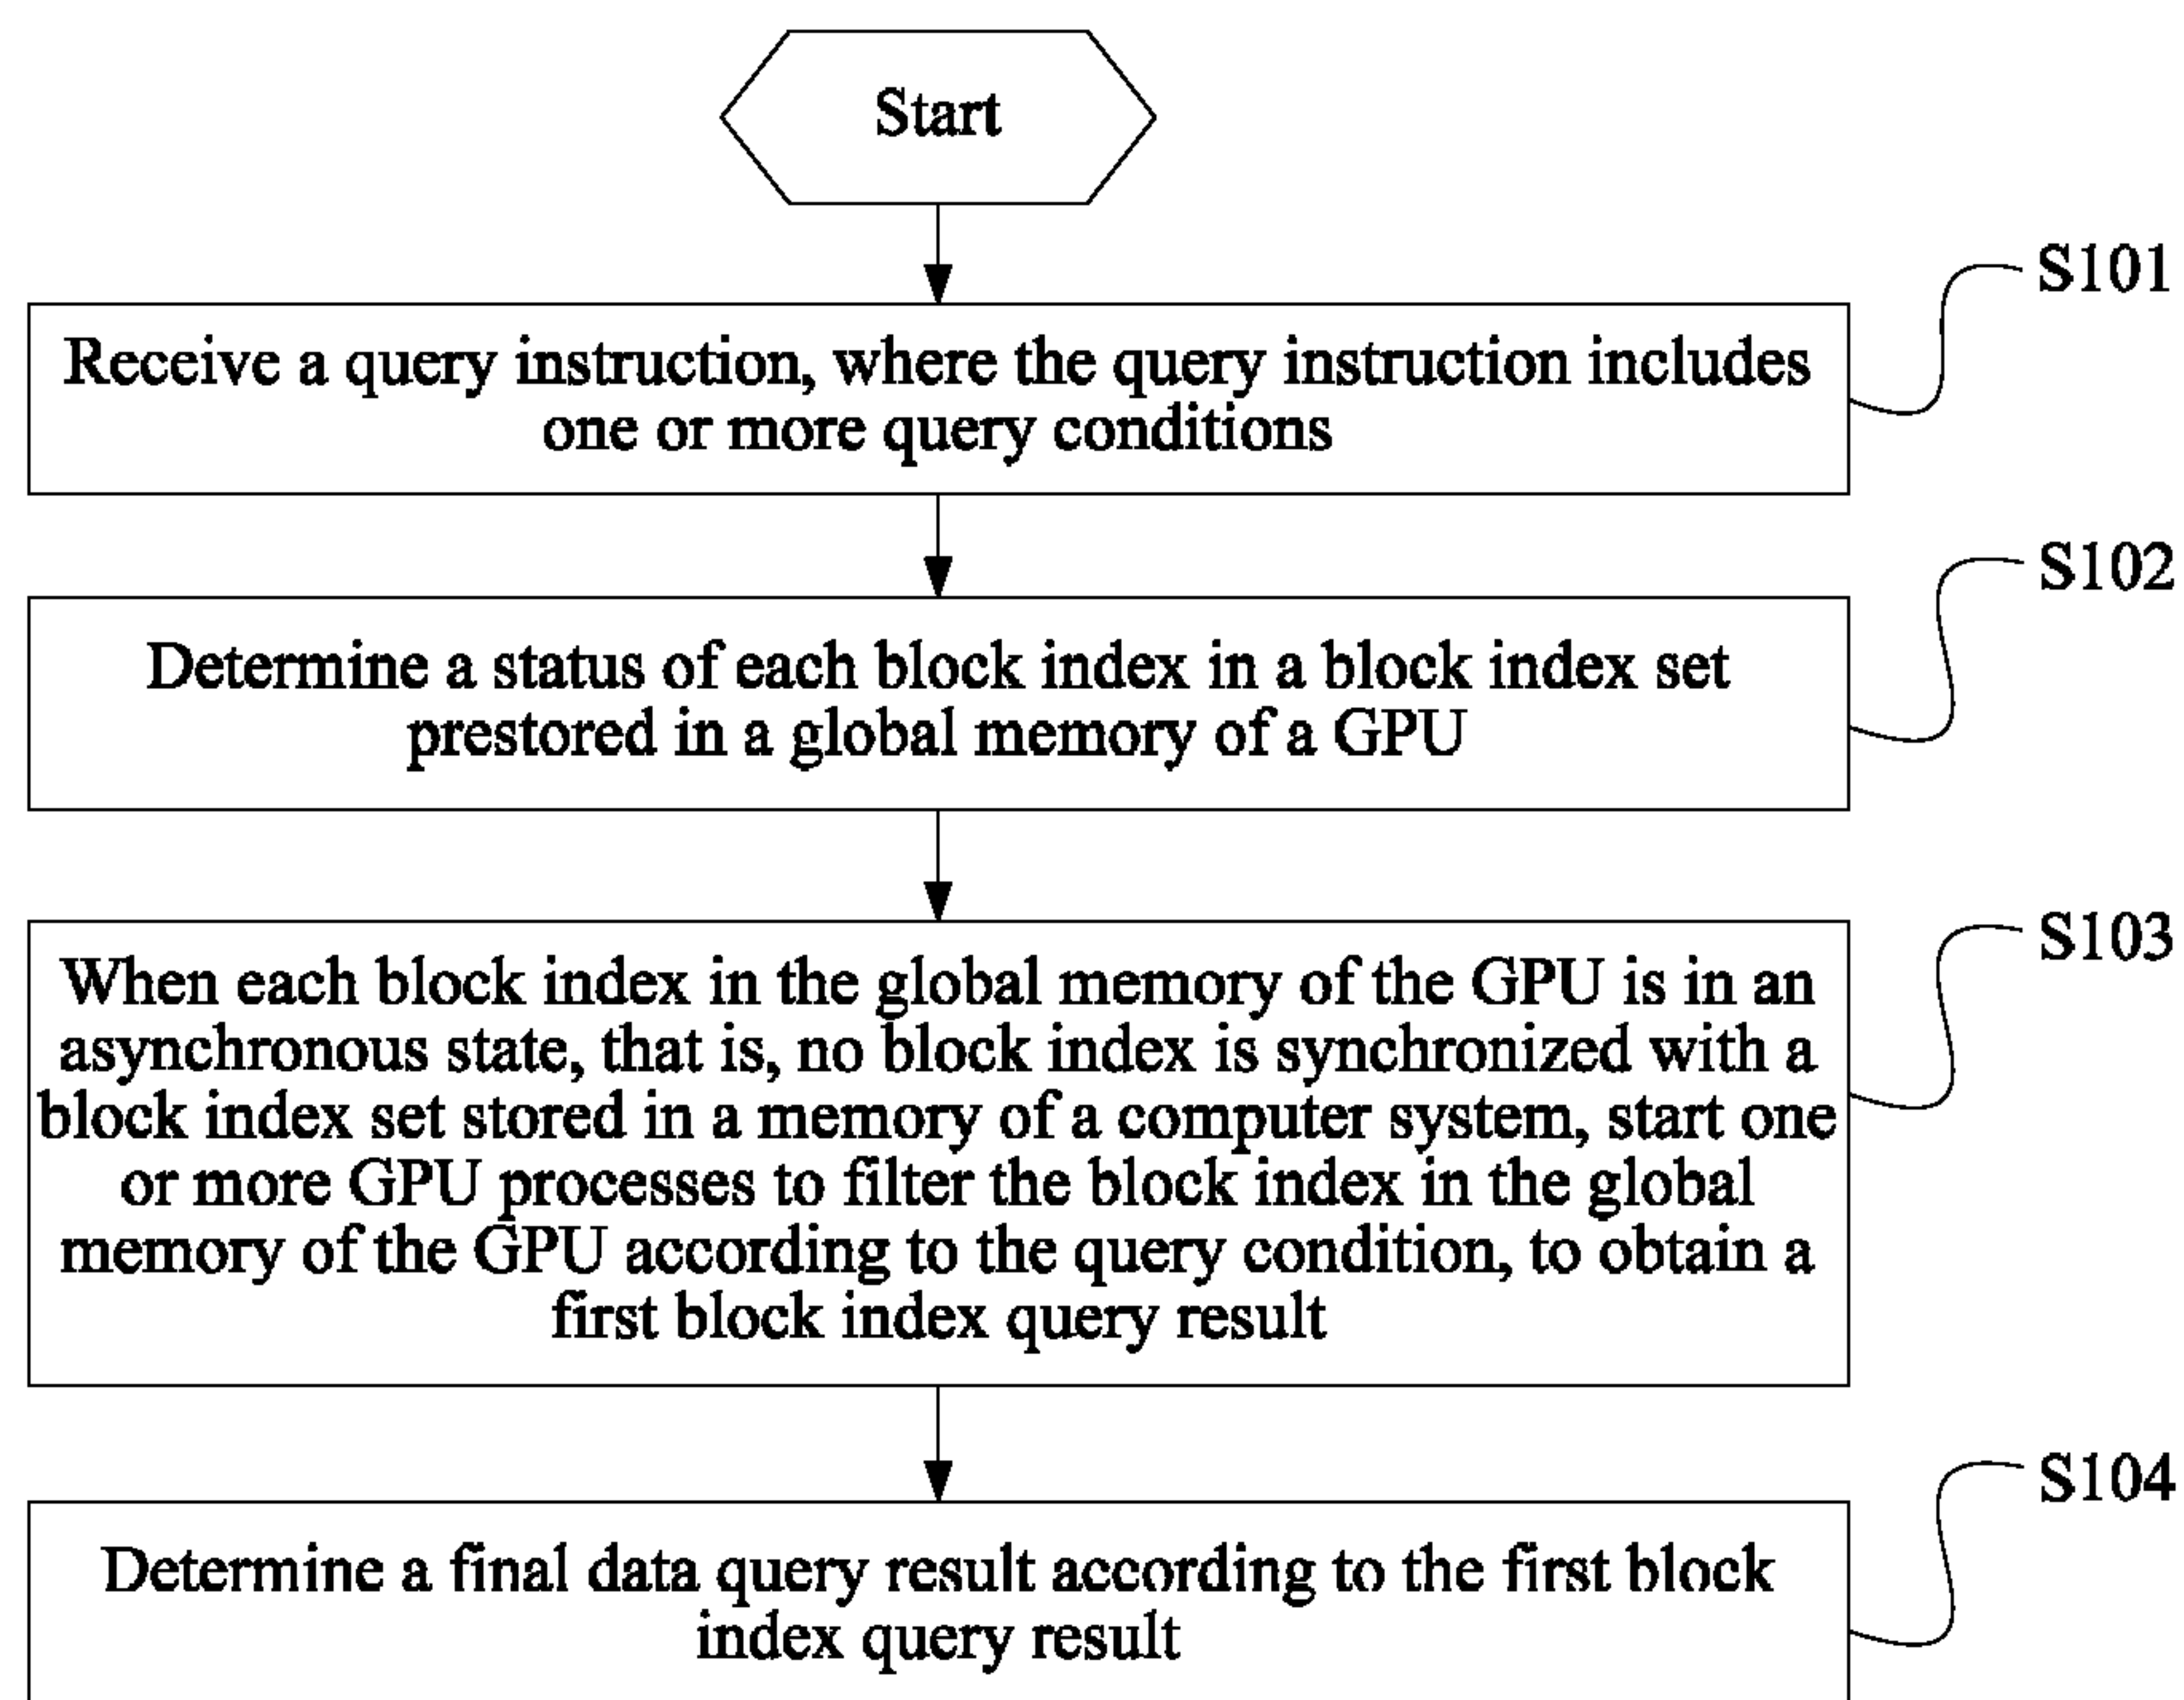 Start
S101
Receive a query instruction, where the query instruction includes
one or more query conditions
S102
Determine a status of each block index in a block index set
prestored in a global memory of a GPU
S103
When each block index in the global memory of the GPU is in an
asynchronous state, that is, no block index is synchronized with a
block index set stored in a memory of a computer system, start one
or more GPU processes to filter the block index in the global
memory of the GPU according to the query condition, to obtain a
first block index query result
S104
Determine a final data query result according to the first block
index query result